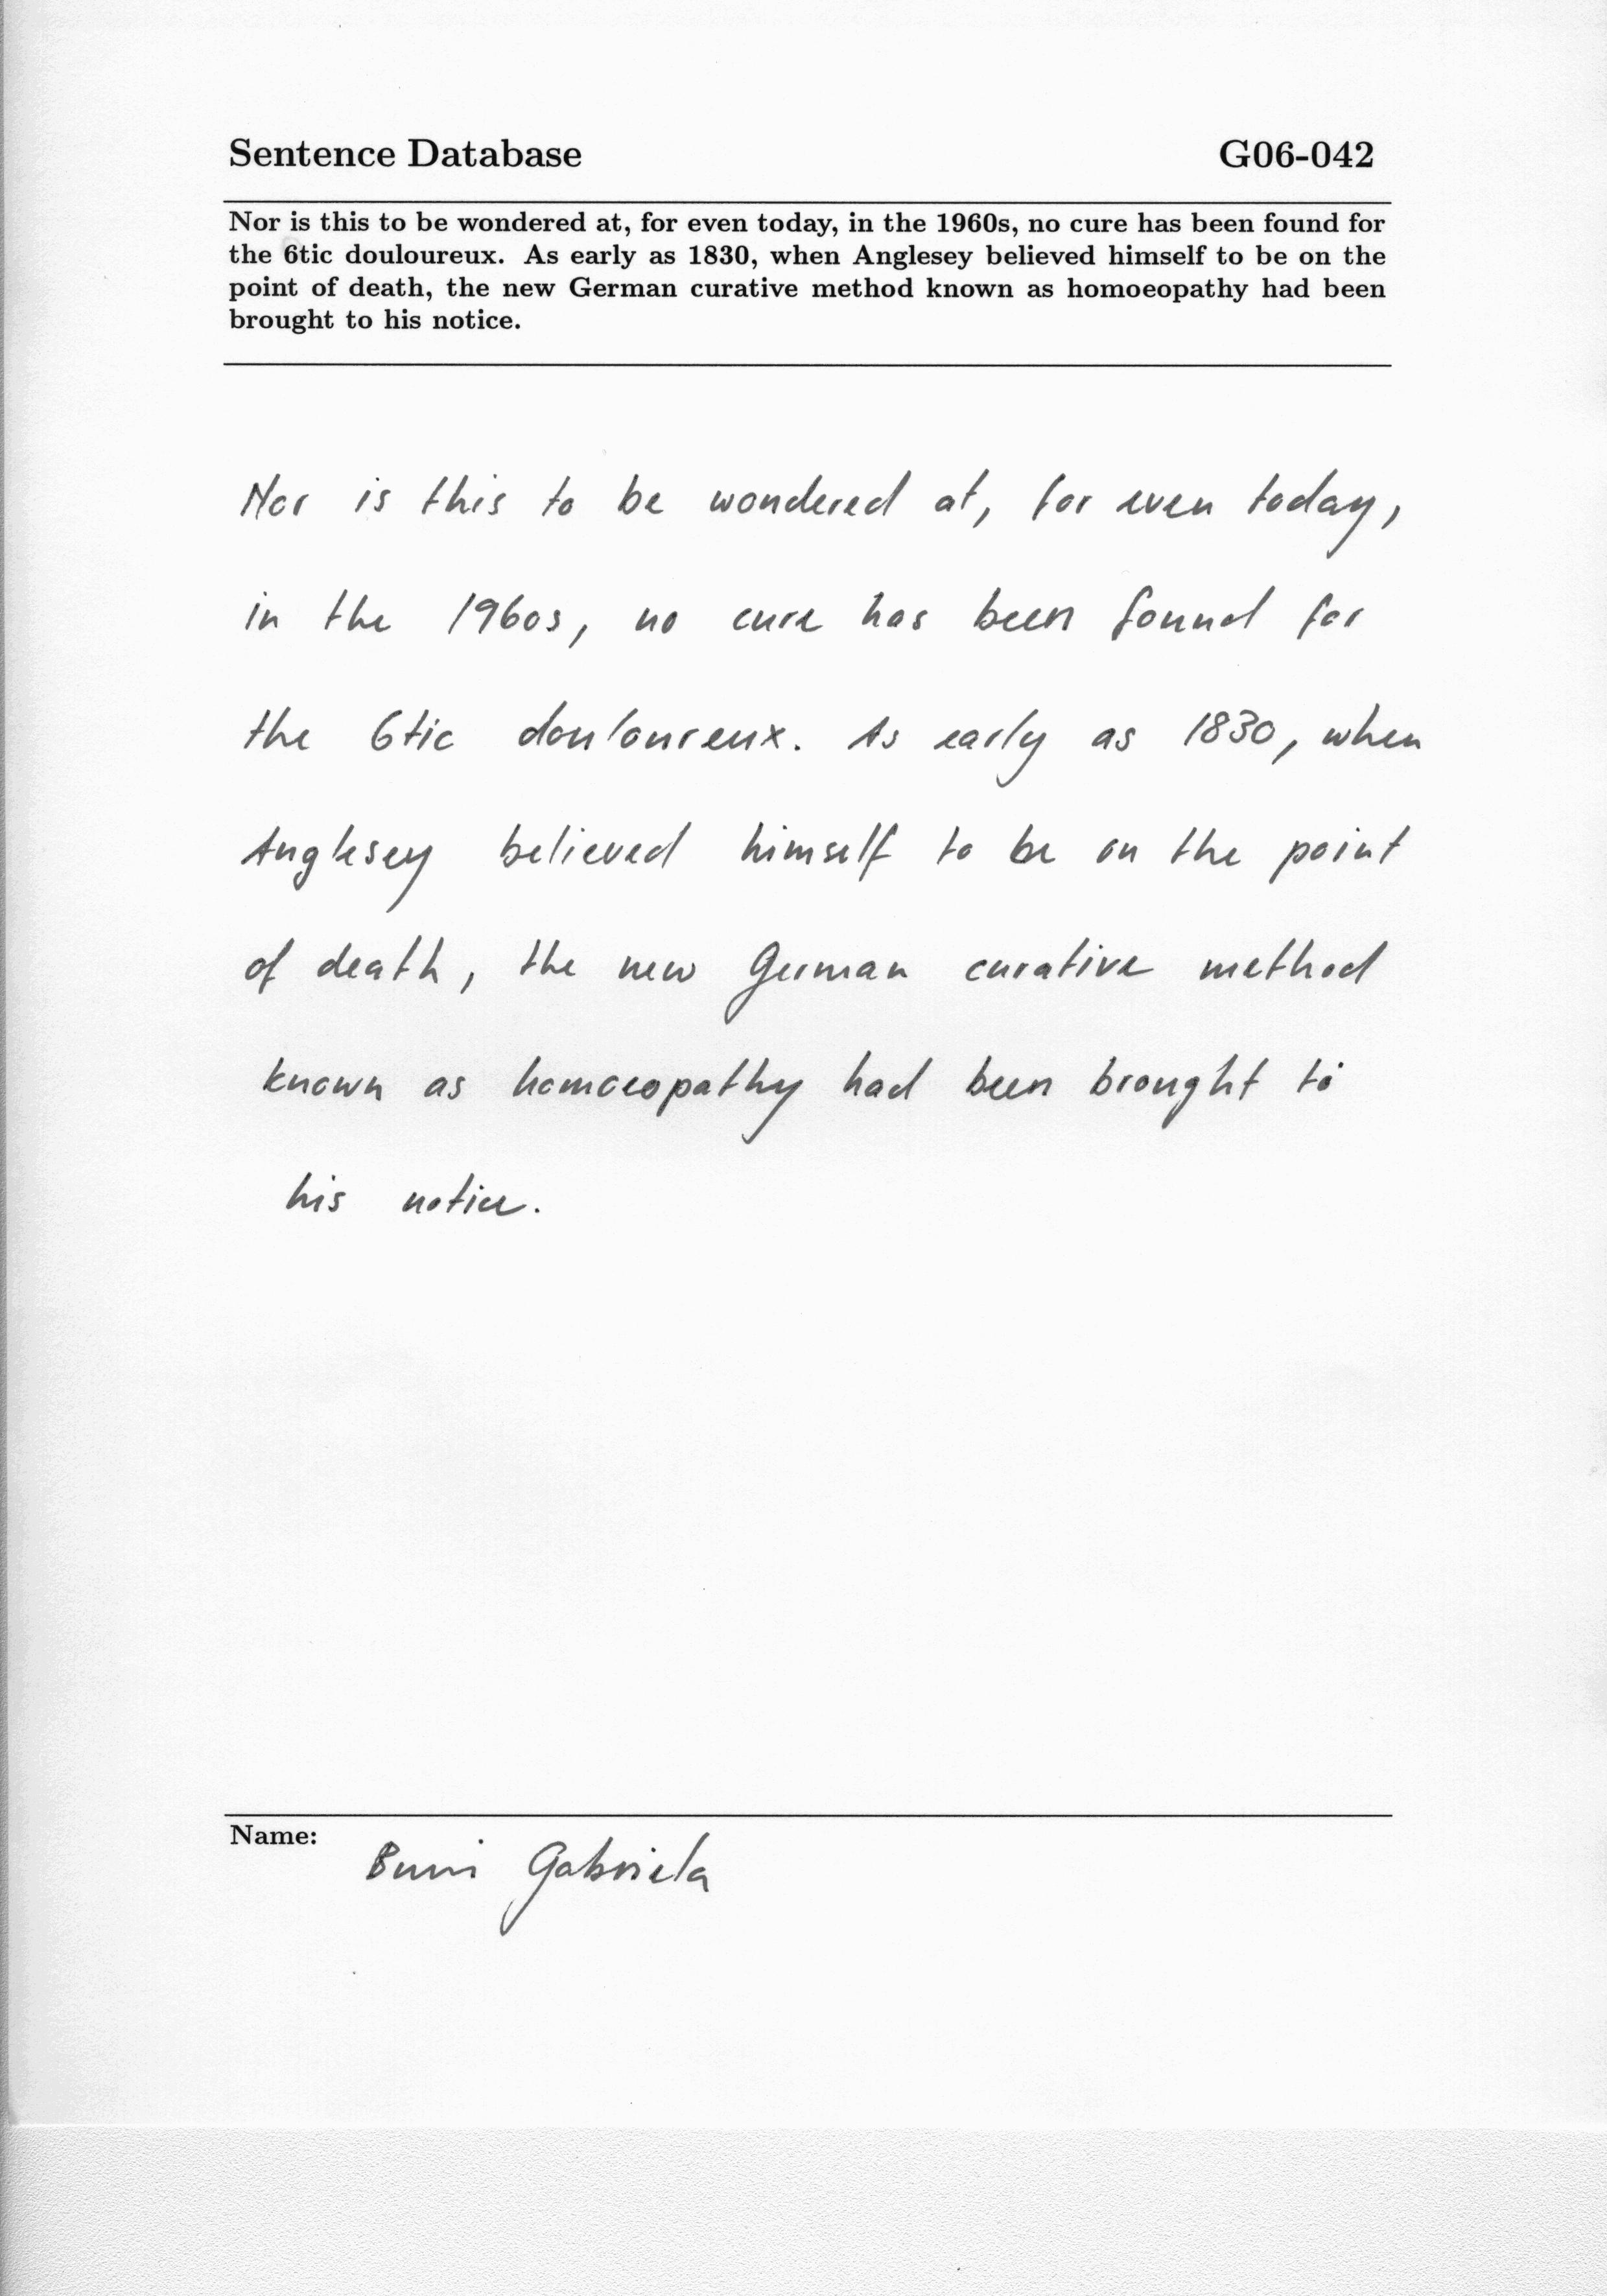 Sentence Database G06-042
Nor is this to be wondered at, for even today, in the 1960s, no cure has been found for
the 6tic douloureux. As early as 1830, when Anglesey believed himself to be on the
point of death, the new German curative method known as homoeopathy had been
brought to his notice.
Nor is this to be wondered at, for even today,
in the 1960s, no cure has been found for
the 6tic douloureux. As early as 1830, when
Anglesey believed himself to be on the point
of death, the new German curative method
known as homoeopathy had been brought to
his notice.
Name:
Gabriela